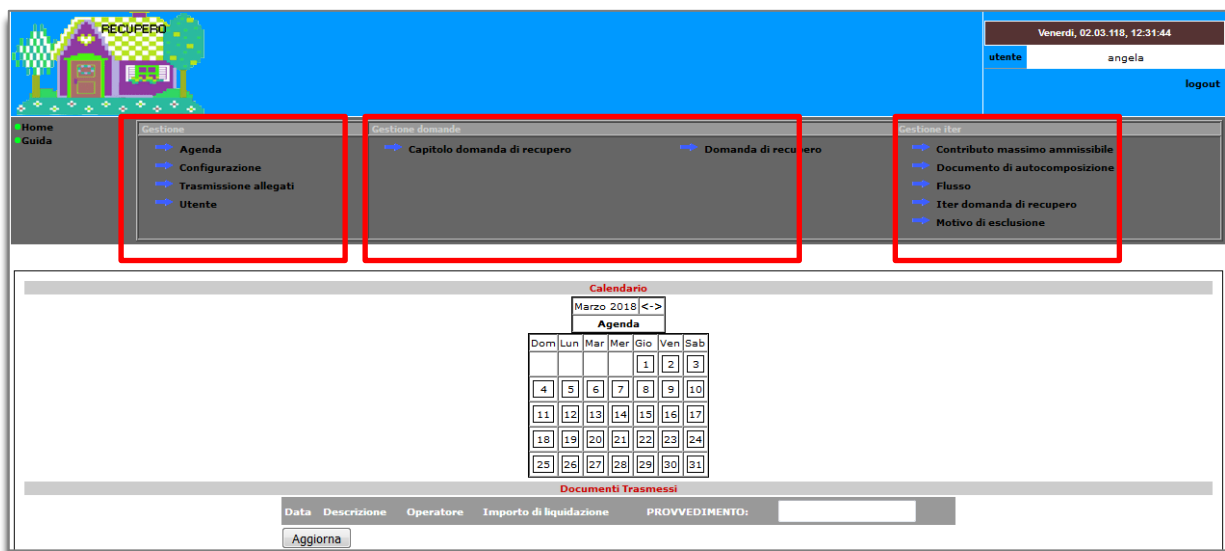 RECUPERO
Venerdi, 02.03.118, 12:31:44
utente angela
logout
Home
Guida
Gestione
Agenda
Configurazione
Trasmissione allegati
Utente
Gestione domande
Capitolo domanda di recupero Domanda di recupero
Gestione iter
Contributo massimo ammissibile
Documento di autocomposizione
Flusso
Iter domanda di recupero
Motivo di esclusione
Calendario
Marzo 2018 <->
Agenda
Dom Lun Mar Mer Gio Ven Sab
1 2 3
4 5 6 7 8 9 10
11 12 13 14 15 16 17
18 19 20 21 22 23 24
25 26 27 28 29 30 31
Documenti Trasmessi
Data Descrizione Operatore Importo di liquidazione PROVVEDIMENTO:
Aggiorna